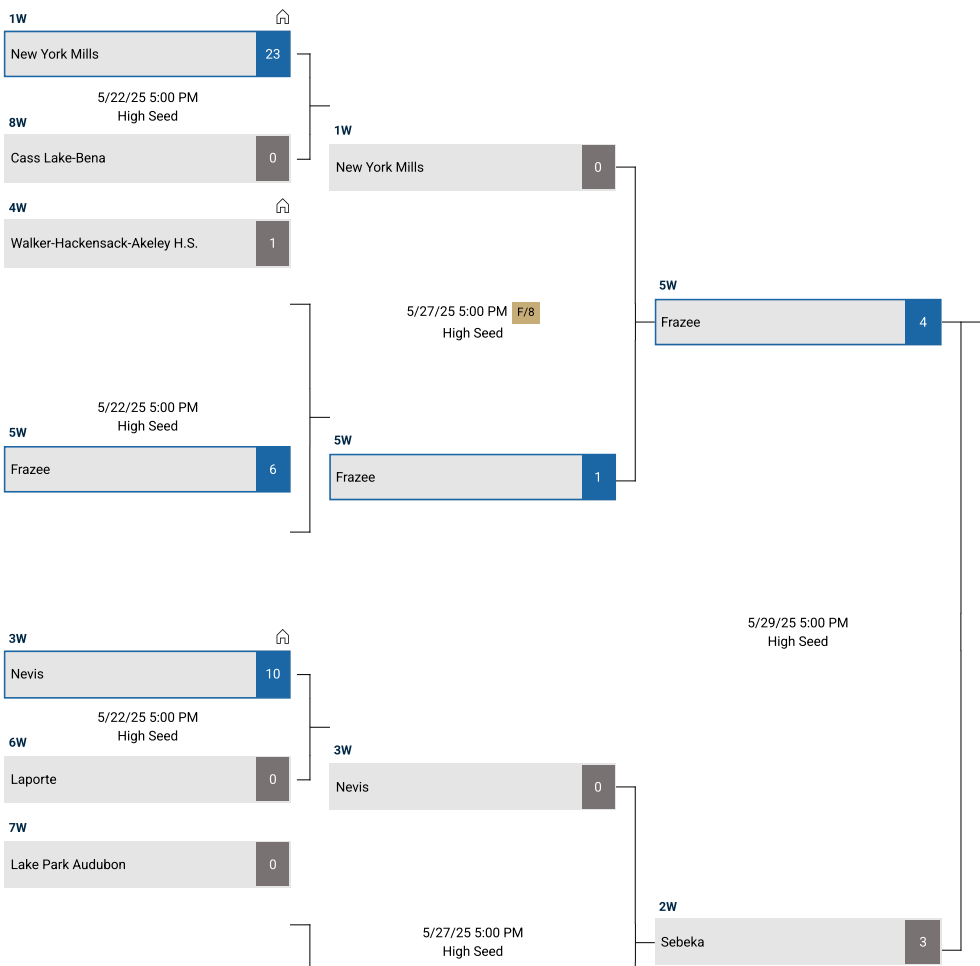 1W
New York Mills 23
5/22/25 5:00 PM
High Seed
8W
Cass Lake-Bena 0
4W
Walker-Hackensack-Akeley H.S. 1
5/22/25 5:00 PM
High Seed
5W
Frazee 6
3W
Nevis 10
5/22/25 5:00 PM
High Seed
6W
Laporte 0
7W
Lake Park Audubon 0
1W
New York Mills 0
5/27/25 5:00 PM F/8
High Seed
5W
Frazee 1
3W
Nevis 0
5/27/25 5:00 PM
High Seed
5W
Frazee 4
5/29/25 5:00 PM
High Seed
2W
Sebeka 3